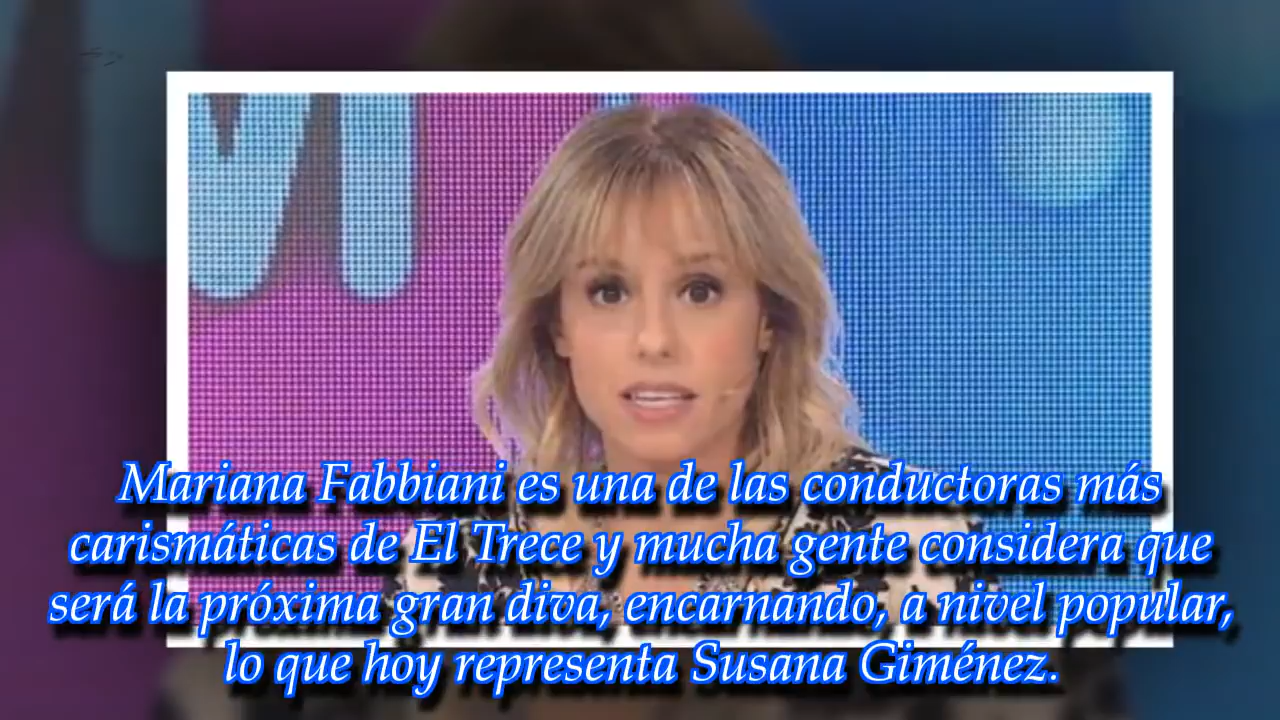 Mariana Fabbiani es una de las conductoras más
carismáticas de El Trece y mucha gente considera que
será la próxima gran diva, encarnando, a nivel popular,
lo que hoy representa Susana Giménez.